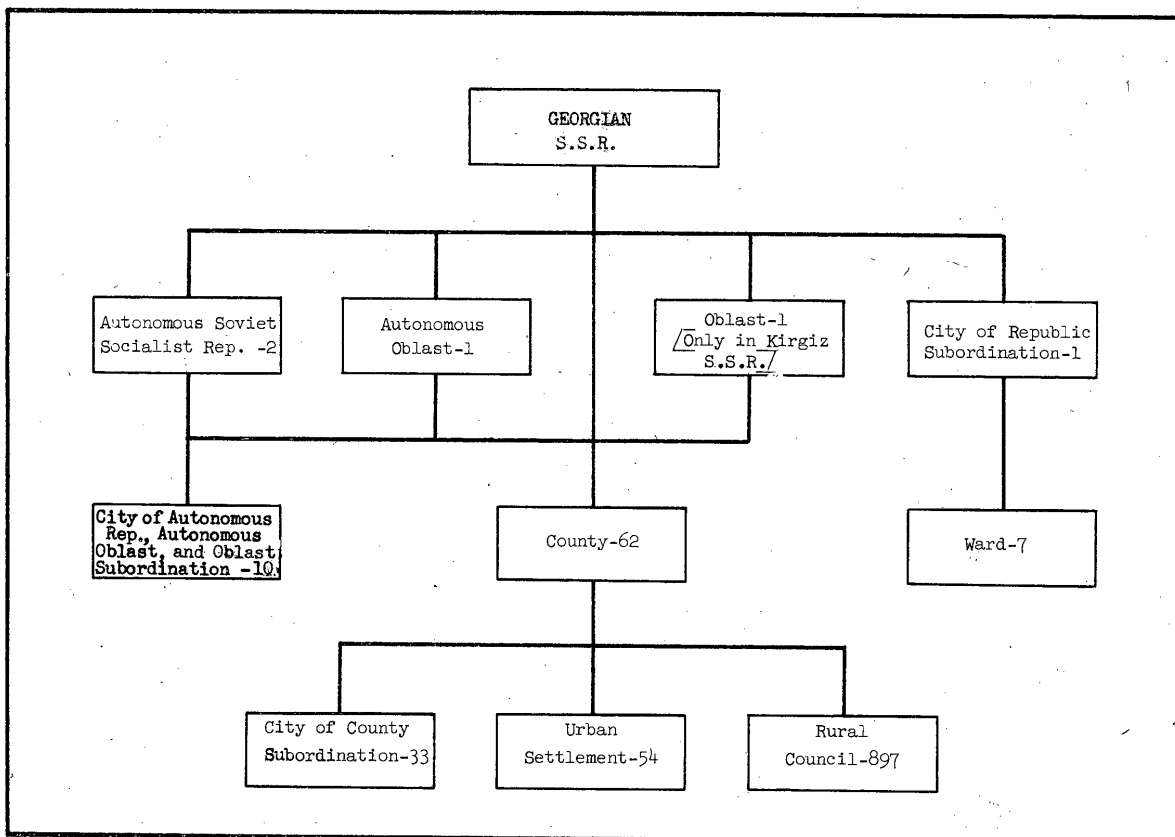 GEORGIAN
S.S.R.
Autonomous Soviet
Socialist Rep. -2
Autonomous
Oblast-1
Oblast-1
/Only in Kirgiz
S.S.R./
City of Republic
Subordination-1
City of Autonomous
Rep., Autonomous
Oblast, and Oblast
Subordination -10.
County-62
Ward-7
City of County
Subordination-33
Urban
Settlement-54
Rural
Council-897